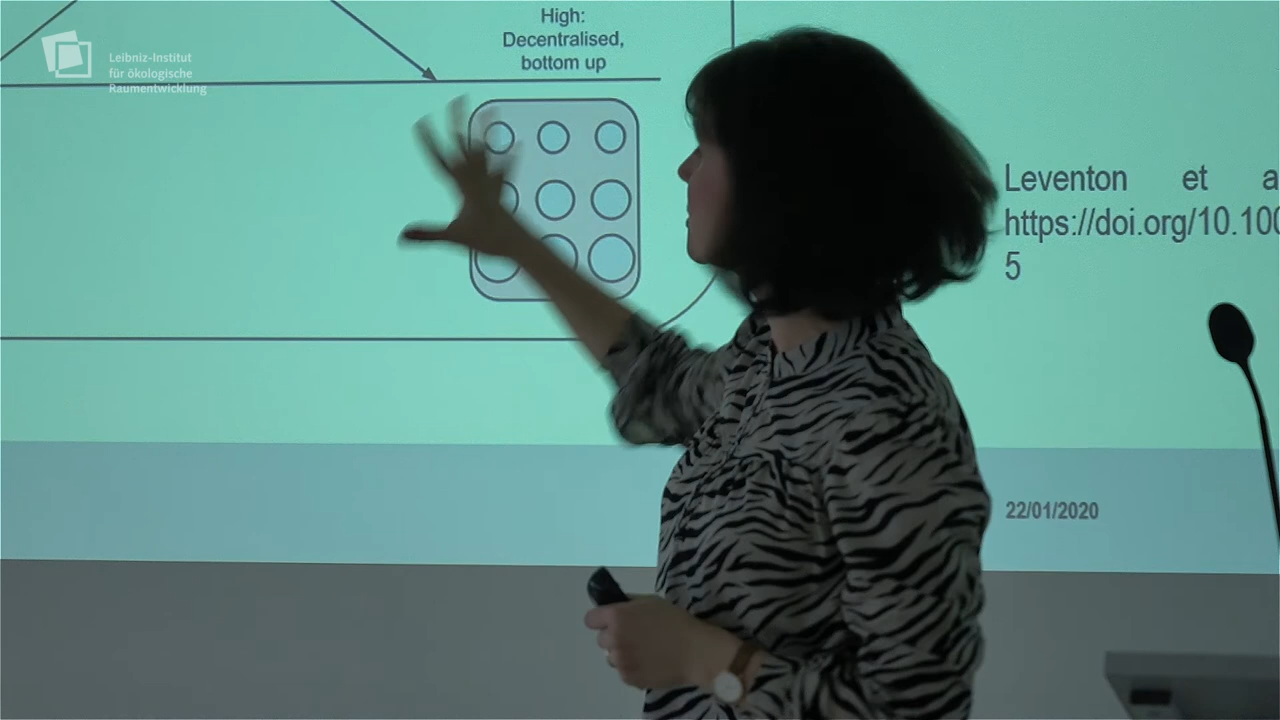 Leibniz-Institut
für ökologische
Raumentwicklung
High:
Decentralised,
bottom up
Leventon et a
https://doi.org/10.100
5
22/01/2020